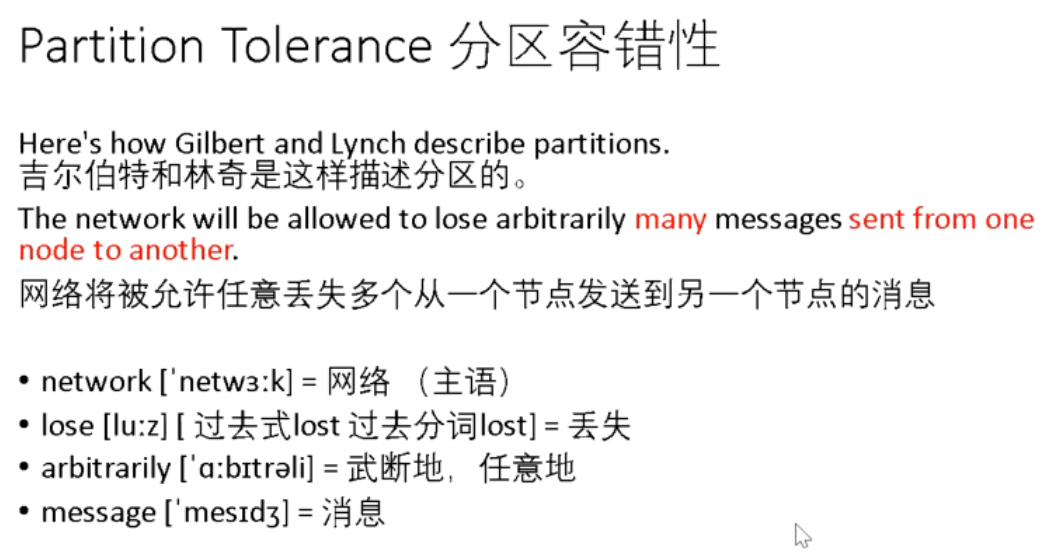 Partition Tolerance 分区容错性
Here's how Gilbert and Lynch describe partitions.
吉尔伯特和林奇是这样描述分区的。
The network will be allowed to lose arbitrarily many messages sent from one
node to another.
网络将被允许任意丢失多个从一个节点发送到另一个节点的消息
• network [ˈnetwɜːk] = 网络 （主语）
• lose [luːz] [ 过去式lost 过去分词lost] = 丢失
• arbitrarily [ˈɑːbɪtrəli] = 武断地，任意地
• message [ˈmesɪdʒ] = 消息